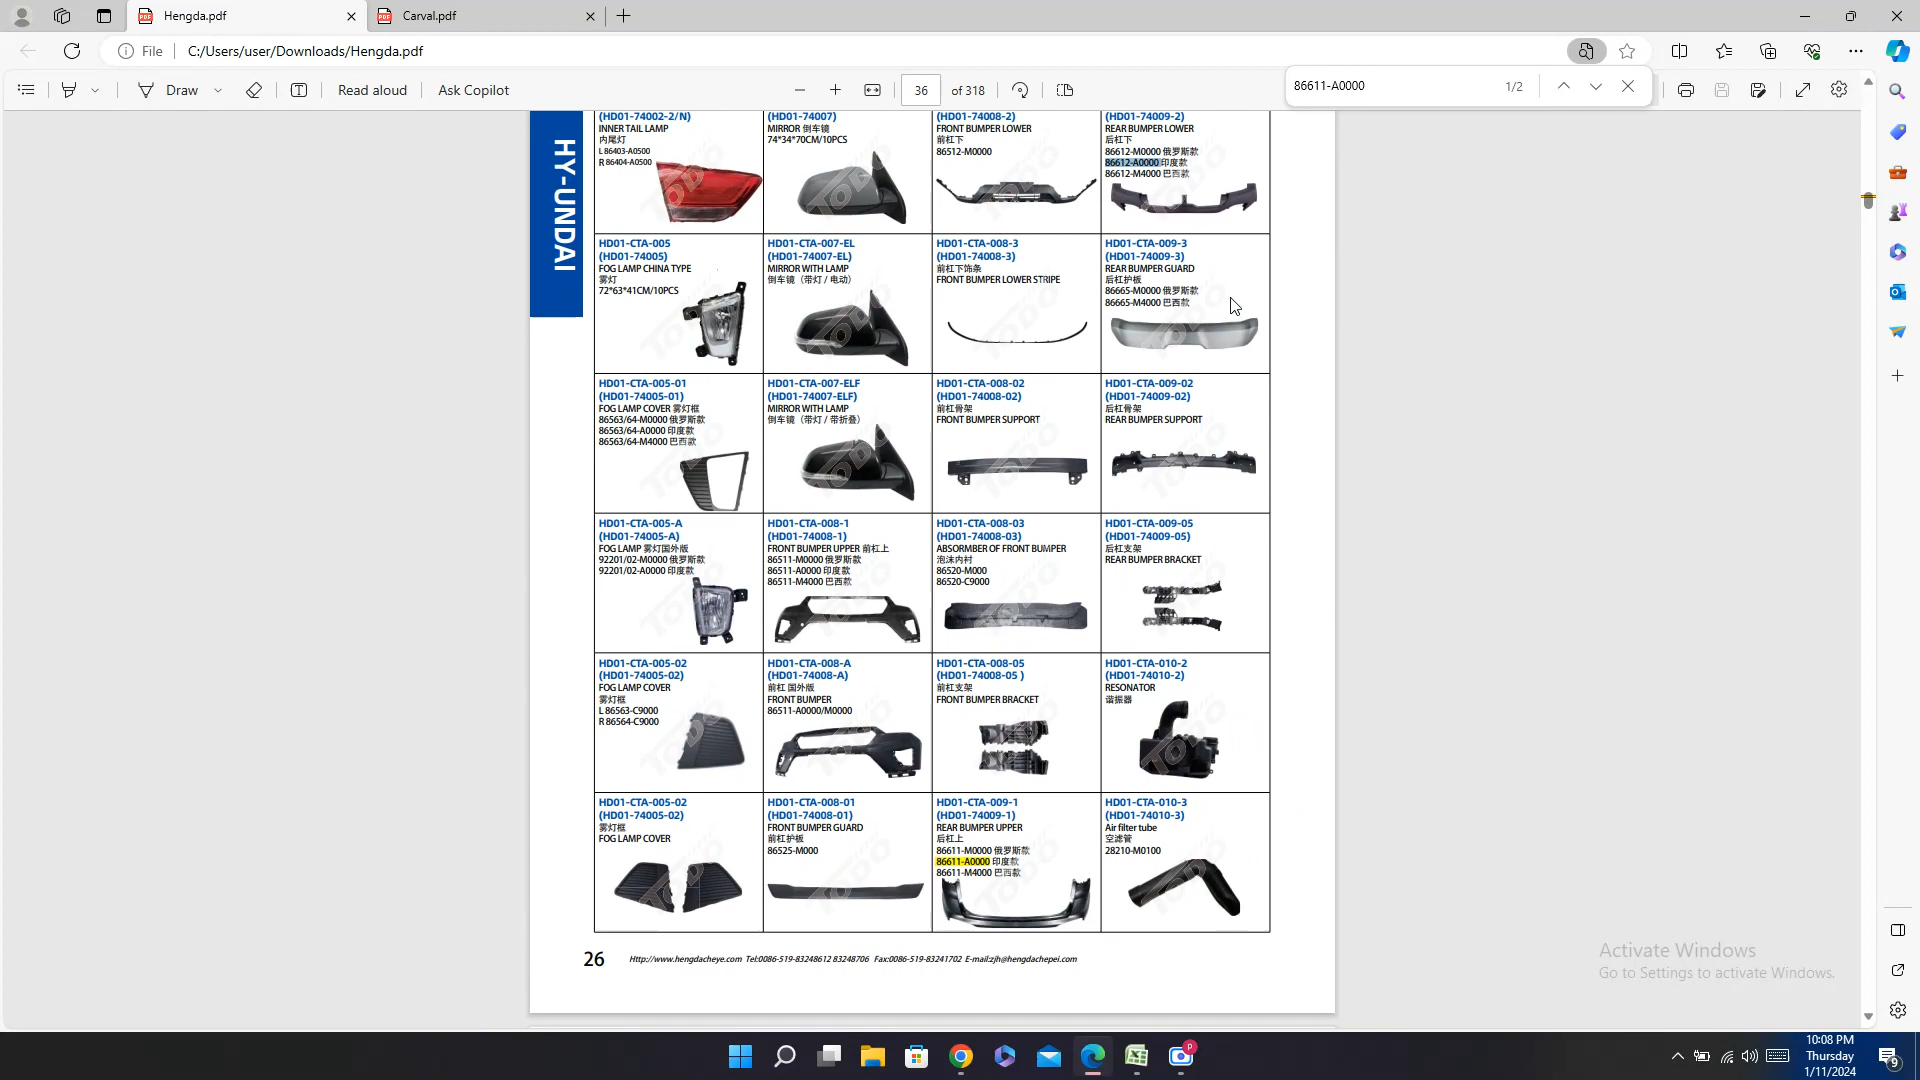 Hengda.pdf
Carval.pdf
File
C:/Users/user/Downloads/Hengda.pdf
Draw
Read aloud
Ask Copilot
36
of 318
86611-A0000
1/2
HY-UNDAI
(HD01-74002-2/N)
INNER TAIL LAMP
内尾灯
L 86403-A0500
R 86404-A0500
(HD01-74007)
MIRROR 倒车镜
74*34*70CM/10PCS
(HD01-74008-2)
FRONT BUMPER LOWER
前杠下
86512-M0000
(HD01-74009-2)
REAR BUMPER LOWER
后杠下
86612-M0000 俄罗斯款
86612-A0000 印度款
86612-M4000 巴西款
HD01-CTA-005
(HD01-74005)
FOG LAMP CHINA TYPE
雾灯
72*63*41CM/10PCS
HD01-CTA-007-EL
(HD01-74007-EL)
MIRROR WITH LAMP
倒车镜（带灯 / 电动）
HD01-CTA-008-3
(HD01-74008-3)
前杠下饰条
FRONT BUMPER LOWER STRIPE
HD01-CTA-009-3
(HD01-74009-3)
REAR BUMPER GUARD
后杠护板
86665-M0000 俄罗斯款
86665-M4000 巴西款
HD01-CTA-005-01
(HD01-74005-01)
FOG LAMP COVER 雾灯框
86563/64-M0000 俄罗斯款
86563/64-A0000 印度款
86563/64-M4000 巴西款
HD01-CTA-007-ELF
(HD01-74007-ELF)
MIRROR WITH LAMP
倒车镜（带灯 / 带折叠）
HD01-CTA-008-02
(HD01-74008-02)
前杠骨架
FRONT BUMPER SUPPORT
HD01-CTA-009-02
(HD01-74009-02)
后杠骨架
REAR BUMPER SUPPORT
HD01-CTA-005-A
(HD01-74005-A)
FOG LAMP 雾灯国外版
92201/02-M0000 俄罗斯款
92201/02-A0000 印度款
HD01-CTA-008-1
(HD01-74008-1)
FRONT BUMPER UPPER 前杠上
86511-M0000 俄罗斯款
86511-A0000 印度款
86511-M4000 巴西款
HD01-CTA-008-03
(HD01-74008-03)
ABSORMBER OF FRONT BUMPER
泡沫内衬
86520-M000
86520-C9000
HD01-CTA-009-05
(HD01-74009-05)
后杠支架
REAR BUMPER BRACKET
HD01-CTA-005-02
(HD01-74005-02)
FOG LAMP COVER
雾灯框
L 86563-C9000
R 86564-C9000
HD01-CTA-008-A
(HD01-74008-A)
前杠 国外版
FRONT BUMPER
86511-A0000/M0000
HD01-CTA-008-05
(HD01-74008-05 )
前杠支架
FRONT BUMPER BRACKET
HD01-CTA-010-2
(HD01-74010-2)
RESONATOR
谐振器
HD01-CTA-005-02
(HD01-74005-02)
雾灯框
FOG LAMP COVER
HD01-CTA-008-01
(HD01-74008-01)
FRONT BUMPER GUARD
前杠护板
86525-M000
HD01-CTA-009-1
(HD01-74009-1)
REAR BUMPER UPPER
后杠上
86611-M0000 俄罗斯款
86611-A0000 印度款
86611-M4000 巴西款
HD01-CTA-010-3
(HD01-74010-3)
Air filter tube
空滤管
28210-M0100
26
Http://www.hengdacheye.com Tel:0086-519-83248612 83248706 Fax:0086-519-83241702 E-mail:zjh@hengdachepei.com
Activate Windows
Go to Settings to activate Windows.
10:08 PM
Thursday
1/11/2024
9